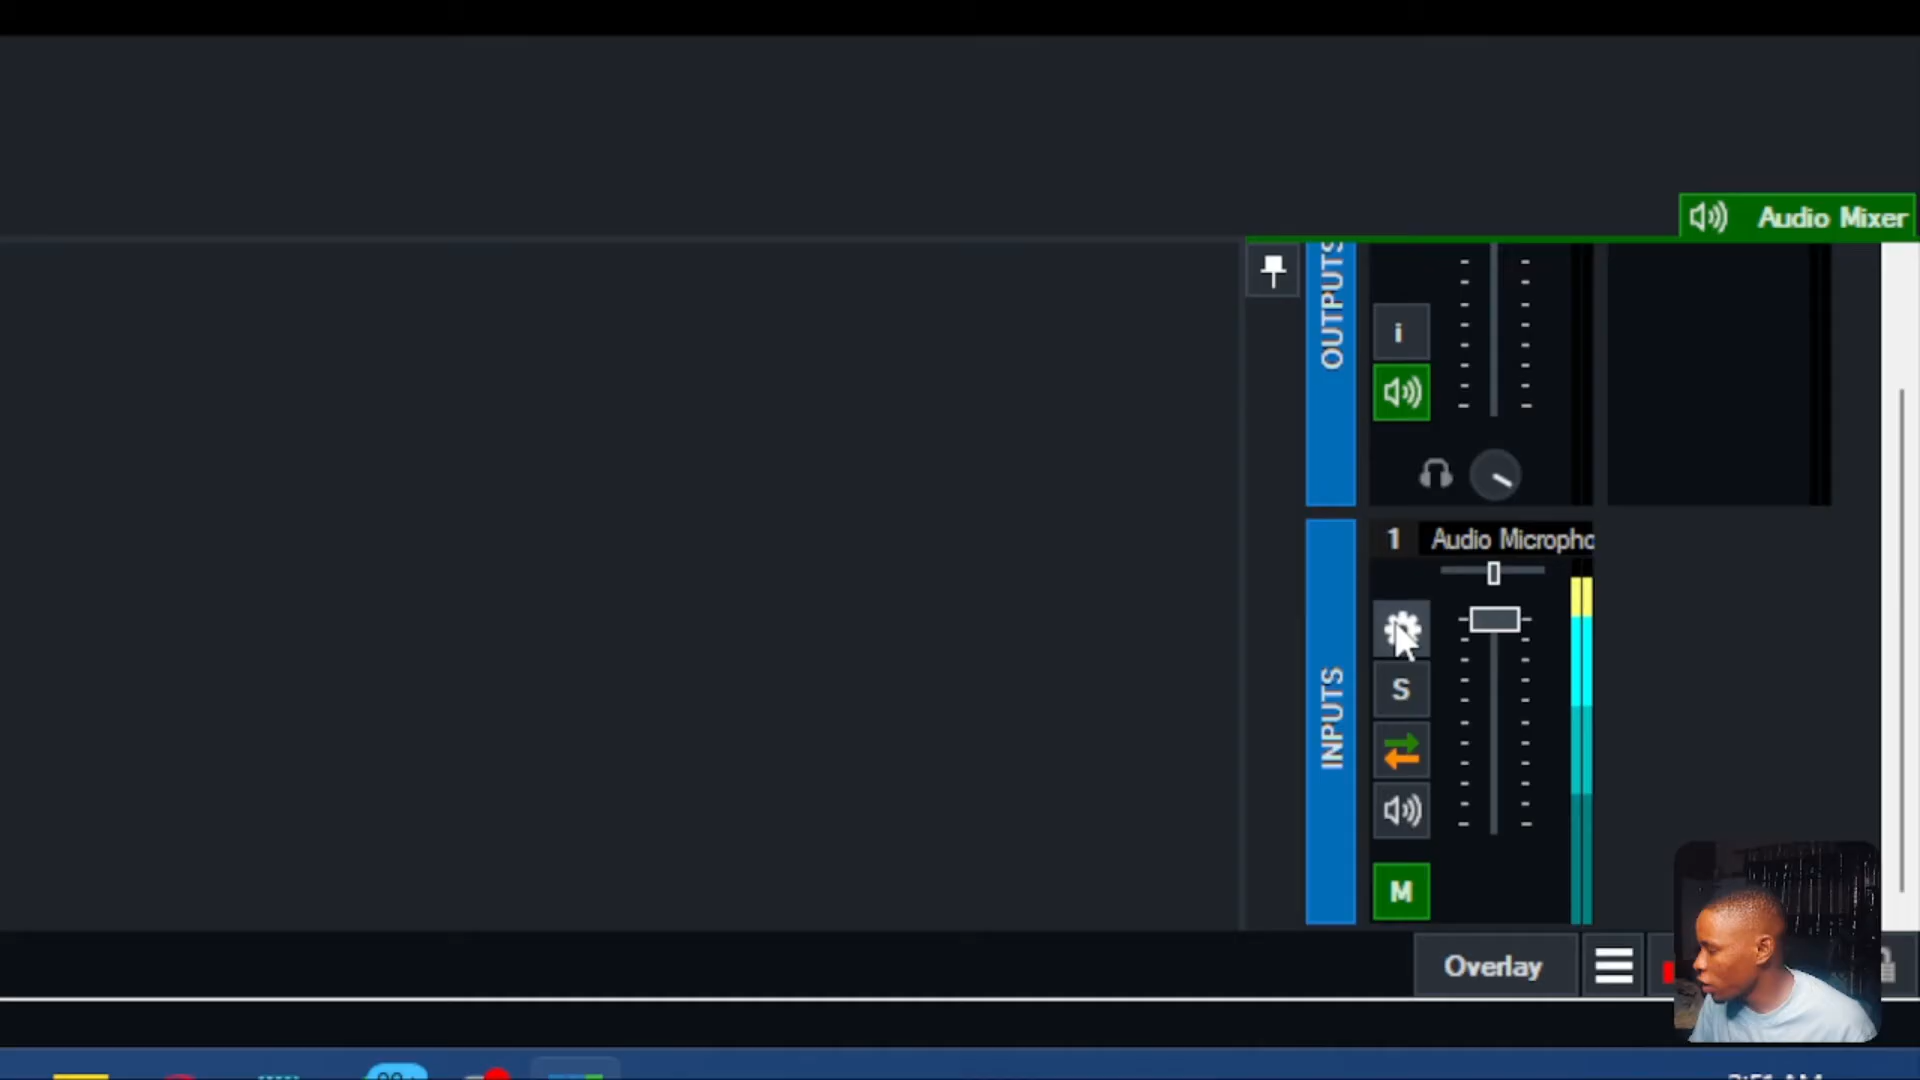 Audio Mixer
OUTPUTS
i
1 Audio Micropho
S
INPUTS
M
Overlay